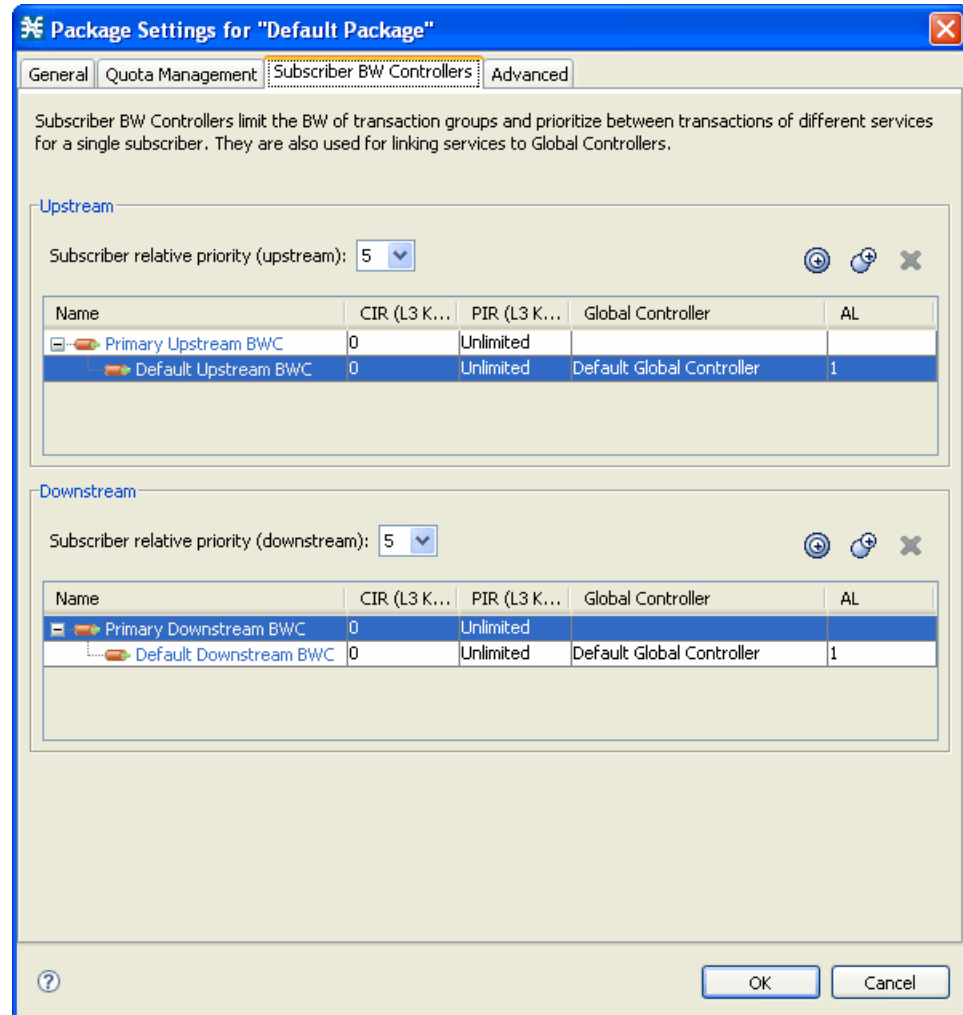 Package Settings for "Default Package"
General Quota Management Subscriber BW Controllers Advanced
Subscriber BW Controllers limit the BW of transaction groups and prioritize between transactions of different services
for a single subscriber. They are also used for linking services to Global Controllers.
Upstream
Subscriber relative priority (upstream): 5
Name CIR (L3 K... PIR (L3 K... Global Controller AL
Primary Upstream BWC 0 Unlimited
Default Upstream BWC 0 Unlimited Default Global Controller 1
Downstream
Subscriber relative priority (downstream): 5
Name CIR (L3 K... PIR (L3 K... Global Controller AL
Primary Downstream BWC 0 Unlimited
Default Downstream BWC 0 Unlimited Default Global Controller 1
? OK Cancel